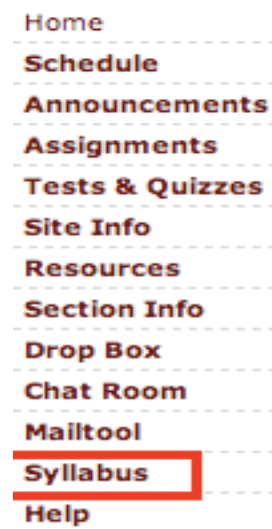 Home
Schedule
Announcements
Assignments
Tests & Quizzes
Site Info
Resources
Section Info
Drop Box
Chat Room
Mailtool
Syllabus
Help